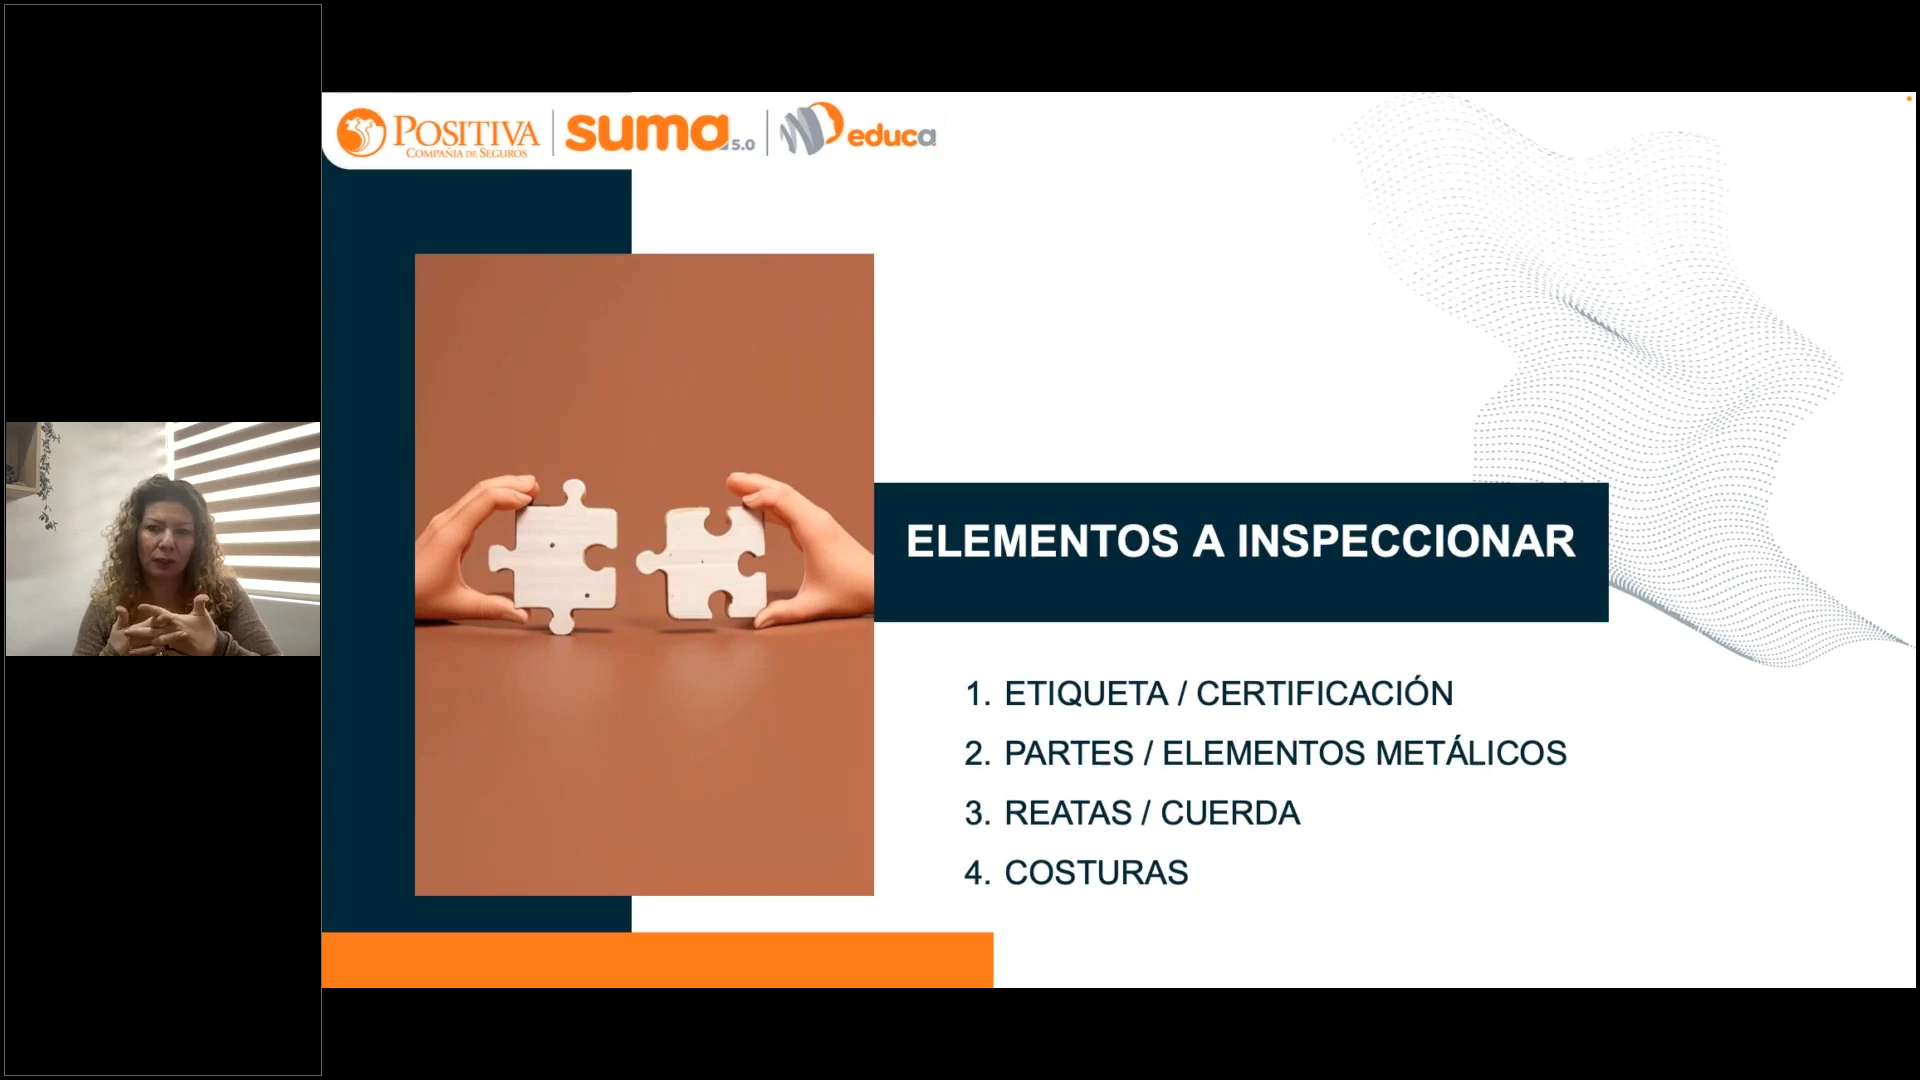 POSITIVA
COMPAÑIA DE SEGUROS
suma 5.0
educa
ELEMENTOS A INSPECCIONAR
1. ETIQUETA / CERTIFICACIÓN
2. PARTES / ELEMENTOS METÁLICOS
3. REATAS / CUERDA
4. COSTURAS